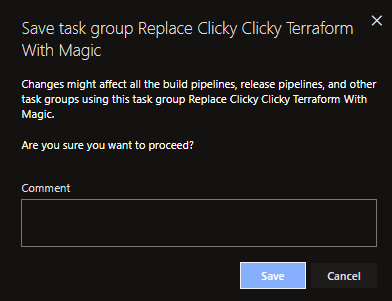 Save task group Replace Clicky Clicky Terraform
With Magic
Changes might affect all the build pipelines, release pipelines, and other
task groups using this task group Replace Clicky Clicky Terraform With
Magic.
Are you sure you want to proceed?
Comment
Save Cancel